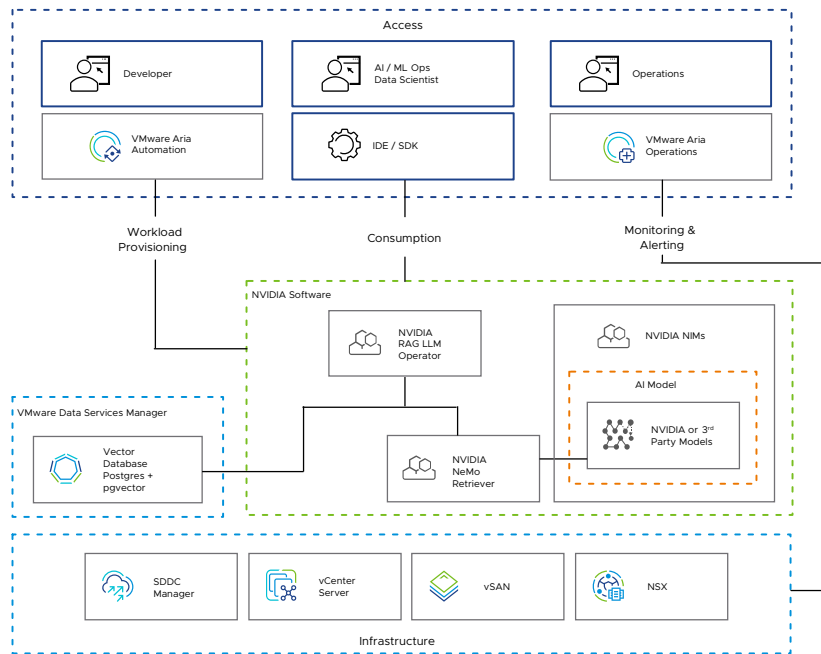 Access
Developer
AI / ML Ops
Data Scientist
Operations
VMware Aria
Automation
IDE / SDK
VMware Aria
Operations
Workload
Provisioning
Consumption
Monitoring &
Alerting
NVIDIA Software
NVIDIA
RAG LLM
Operator
NVIDIA NIMs
AI Model
NVIDIA or 3rd
Party Models
VMware Data Services Manager
Vector
Database
Postgres +
pgvector
NVIDIA
NeMo
Retriever
SDDC
Manager
vCenter
Server
vSAN
NSX
Infrastructure